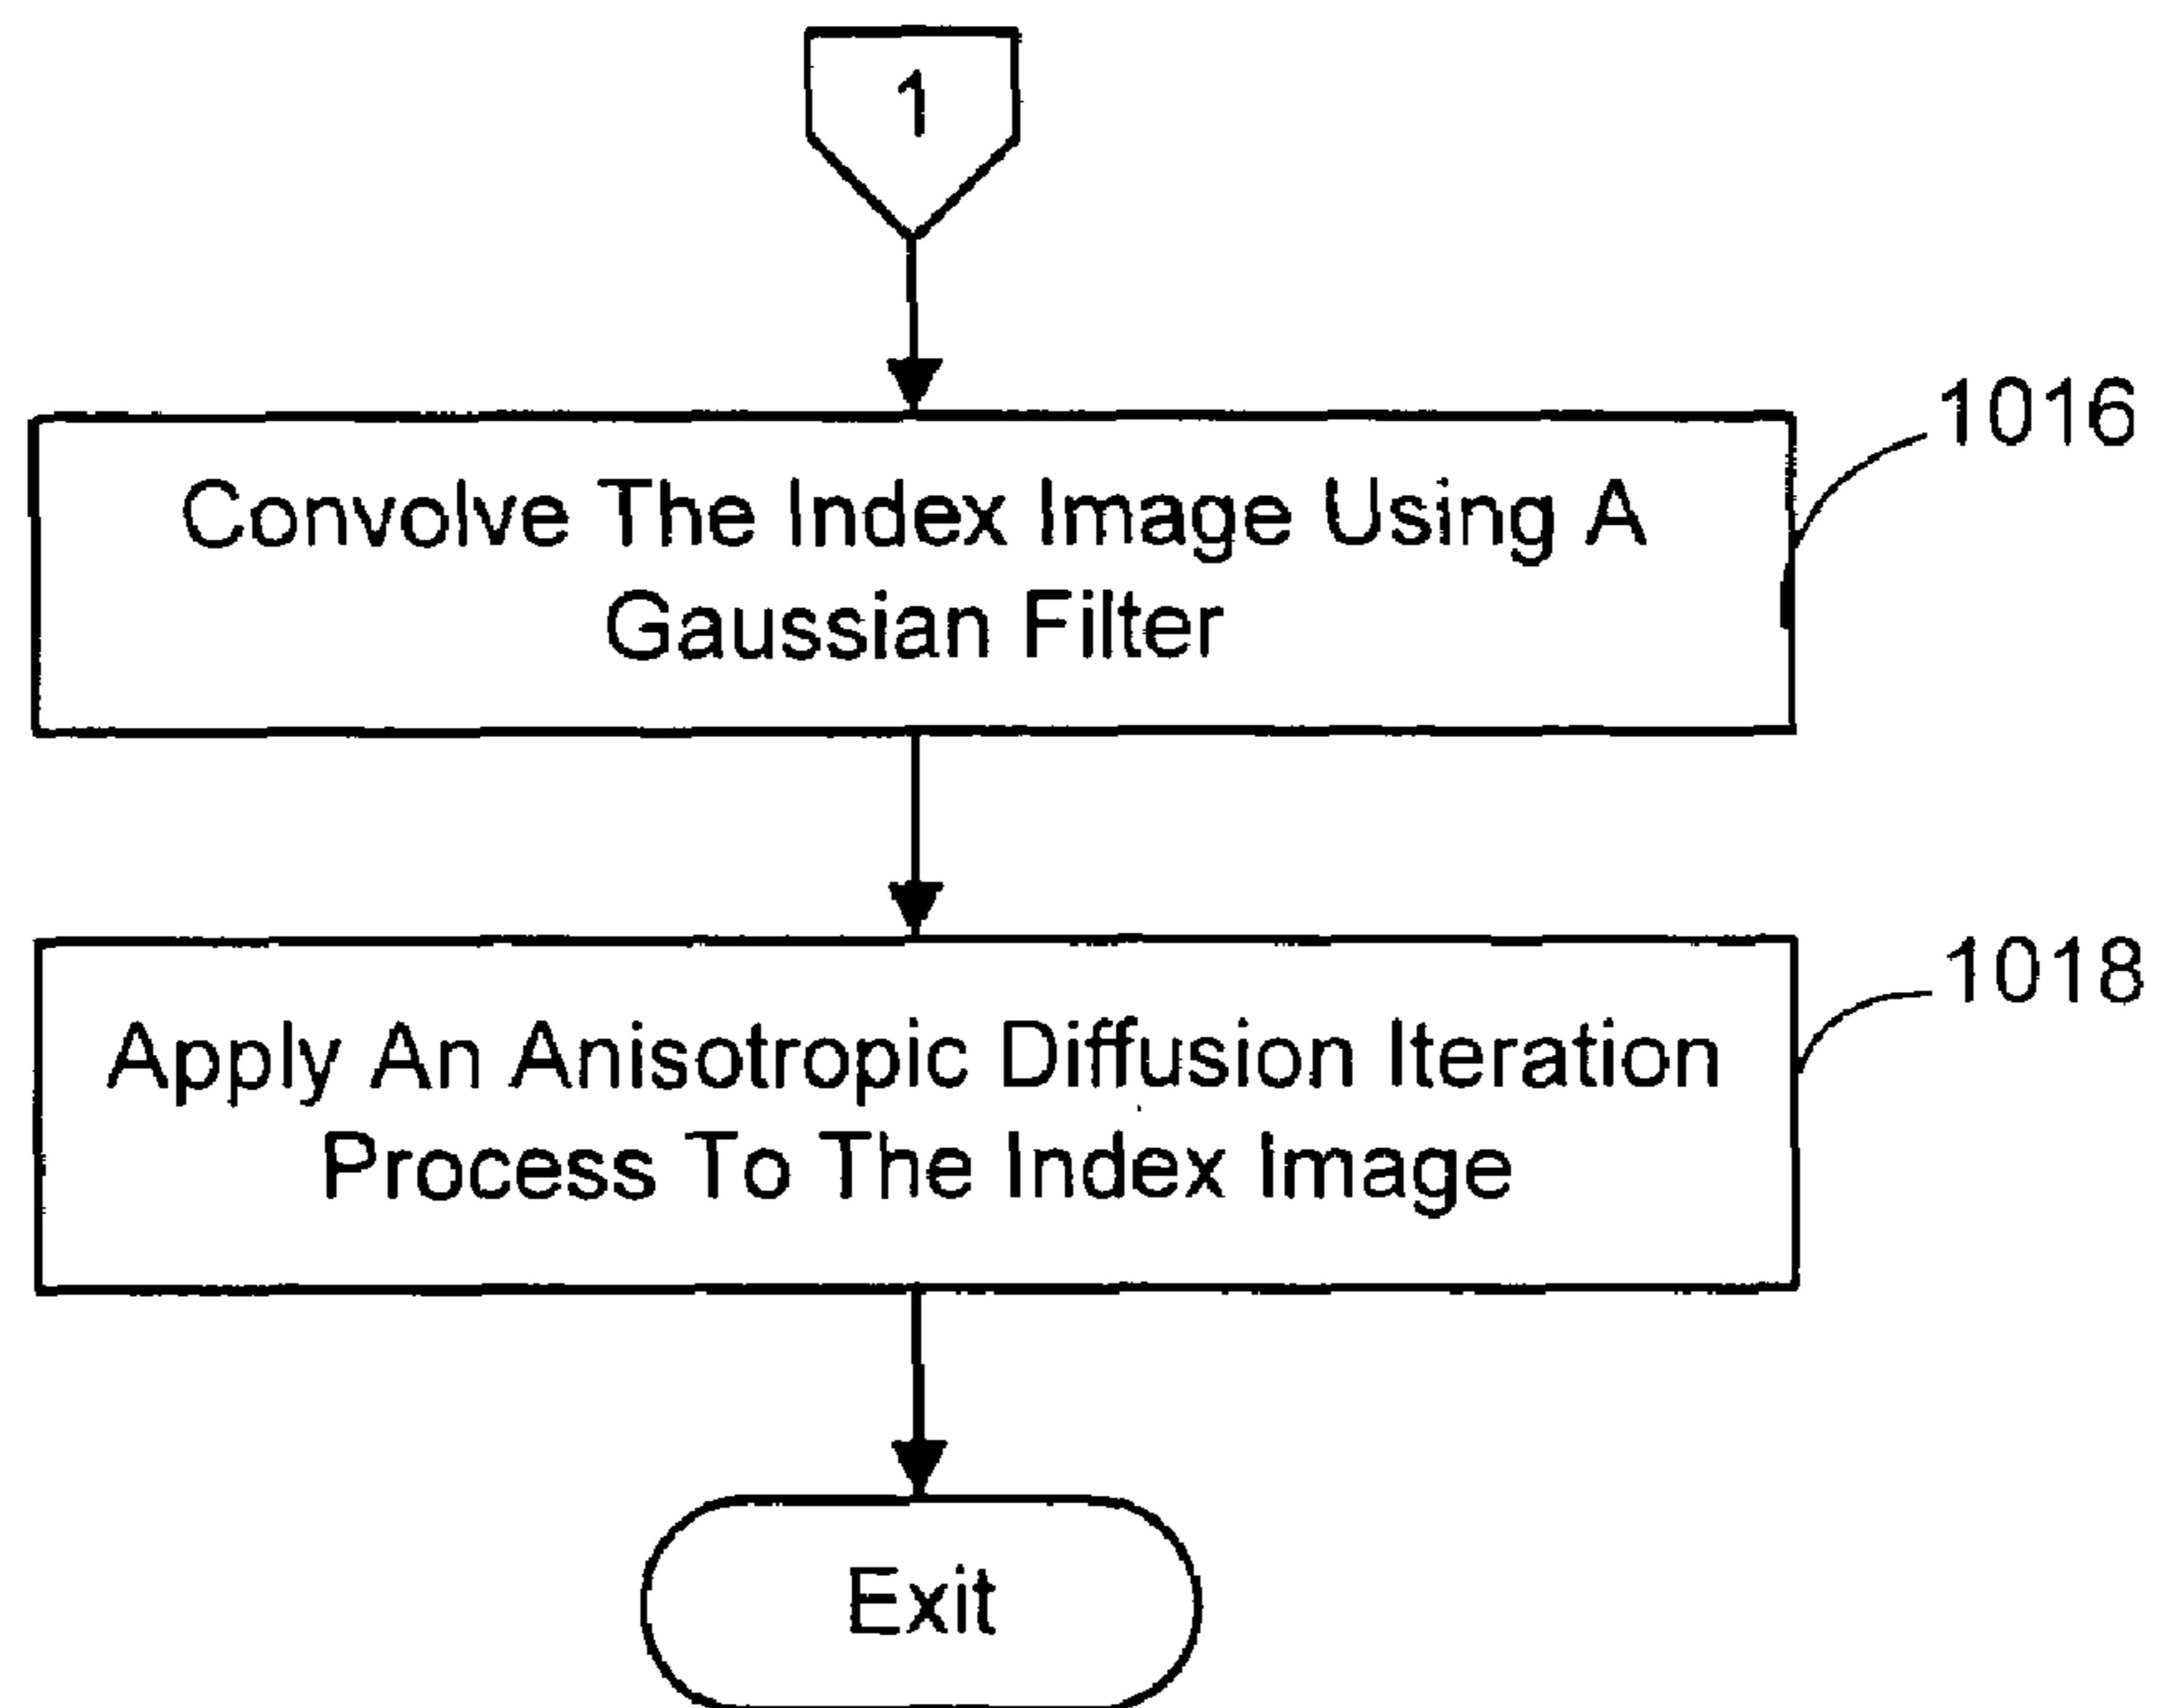 1
1016
Convolve The Index Image Using A
Gaussian Filter
1018
Apply An Anisotropic Diffusion Iteration
Process To The Index Image
Exit